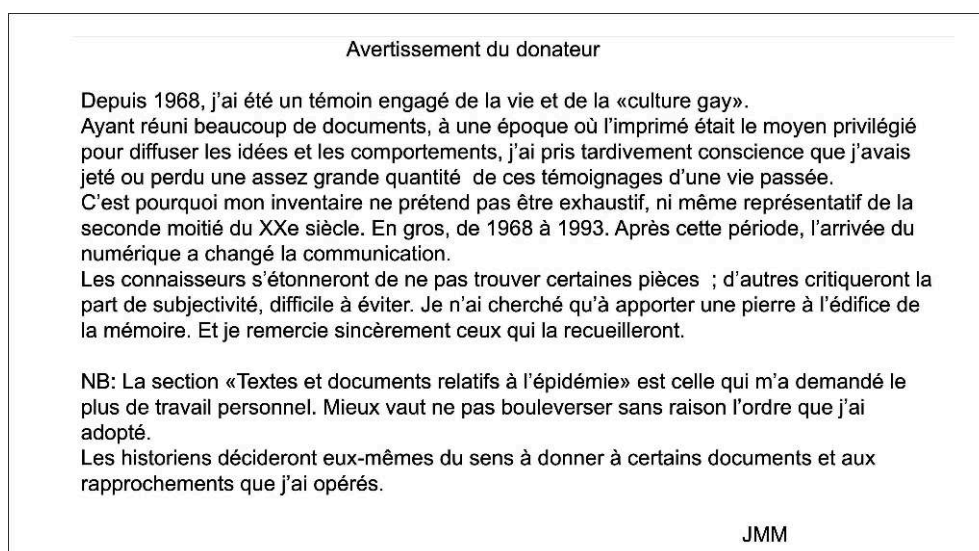 Avertissement du donateur
Depuis 1968, j’ai été un témoin engagé de la vie et de la «culture gay».
Ayant réuni beaucoup de documents, à une époque où l’imprimé était le moyen privilégié
pour diffuser les idées et les comportements, j’ai pris tardivement conscience que j’avais
jeté ou perdu une assez grande quantité de ces témoignages d’une vie passée.
C’est pourquoi mon inventaire ne prétend pas être exhaustif, ni même représentatif de la
seconde moitié du XXe siècle. En gros, de 1968 à 1993. Après cette période, l’arrivée du
numérique a changé la communication.
Les connaisseurs s’étonneront de ne pas trouver certaines pièces ; d’autres critiqueront la
part de subjectivité, difficile à éviter. Je n’ai cherché qu’à apporter une pierre à l’édifice de
la mémoire. Et je remercie sincèrement ceux qui la recueilleront.
NB: La section «Textes et documents relatifs à l’épidémie» est celle qui m’a demandé le
plus de travail personnel. Mieux vaut ne pas bouleverser sans raison l’ordre que j’ai
adopté.
Les historiens décideront eux-mêmes du sens à donner à certains documents et aux
rapprochements que j’ai opérés.
JMM